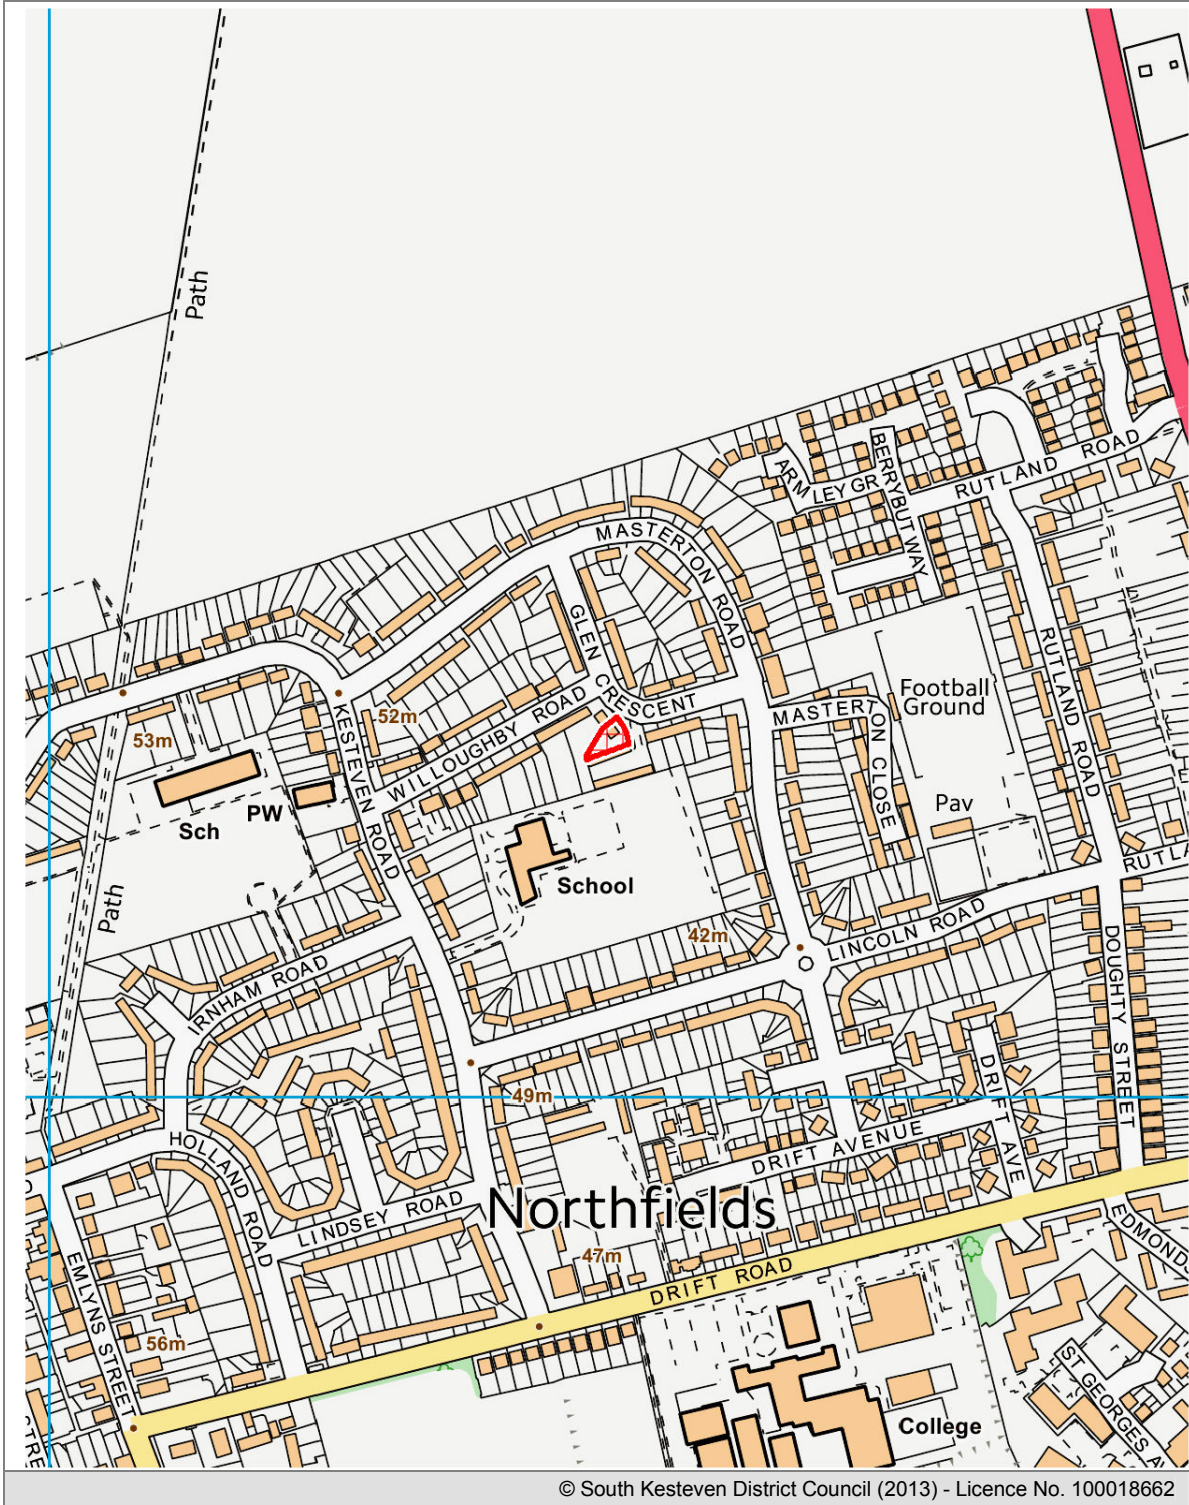 Path
ARMLEY GR
BERRYBUT WAY
RUTLAND ROAD
MASTERTON ROAD
GLEN CRESCENT
RUTLAND ROAD
Football
Ground
MASTERTON CLOSE
WILLOUGHBY ROAD
KESTEVEN ROAD
52m
53m
PW
Sch
Pav
School
Path
RUTLA
42m
LINCOLN ROAD
IRNHAM ROAD
DOUGHTY STREET
49m
DRIFT AVE
DRIFT AVENUE
HOLLAND ROAD
LINDSEY ROAD
Northfields
47m
EDMONDS
DRIFT ROAD
EMLYNS STREET
56m
ST GEORGES AV
College
STRE
© South Kesteven District Council (2013) - Licence No. 100018662